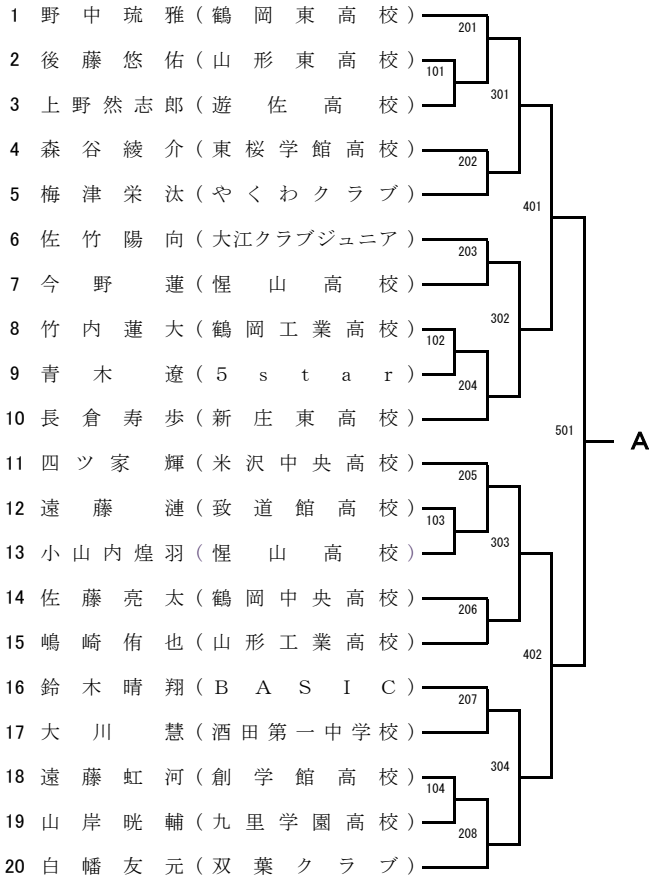 1 野中琉雅(鶴岡東高校)
201
2 後藤悠佑(山形東高校)
101
3 上野然志郎(遊佐高校)
301
4 森谷綾介(東桜学館高校)
202
5 梅津栄汰(やくわクラブ)
401
6 佐竹陽向(大江クラブジュニア)
203
7 今野蓮(惺山高校)
302
8 竹内蓮大(鶴岡工業高校)
102
9 青木遼(5star)
204
10 長倉寿歩(新庄東高校)
501
A
11 四ツ家輝(米沢中央高校)
205
12 遠藤漣(致道館高校)
103
303
13 小山内煌羽(惺山高校)
14 佐藤亮太(鶴岡中央高校)
206
15 嶋崎侑也(山形工業高校)
402
16 鈴木晴翔(BASIC)
207
17 大川慧(酒田第一中学校)
304
18 遠藤虹河(創学館高校)
104
19 山岸晄輔(九里学園高校)
208
20 白幡友元(双葉クラブ)